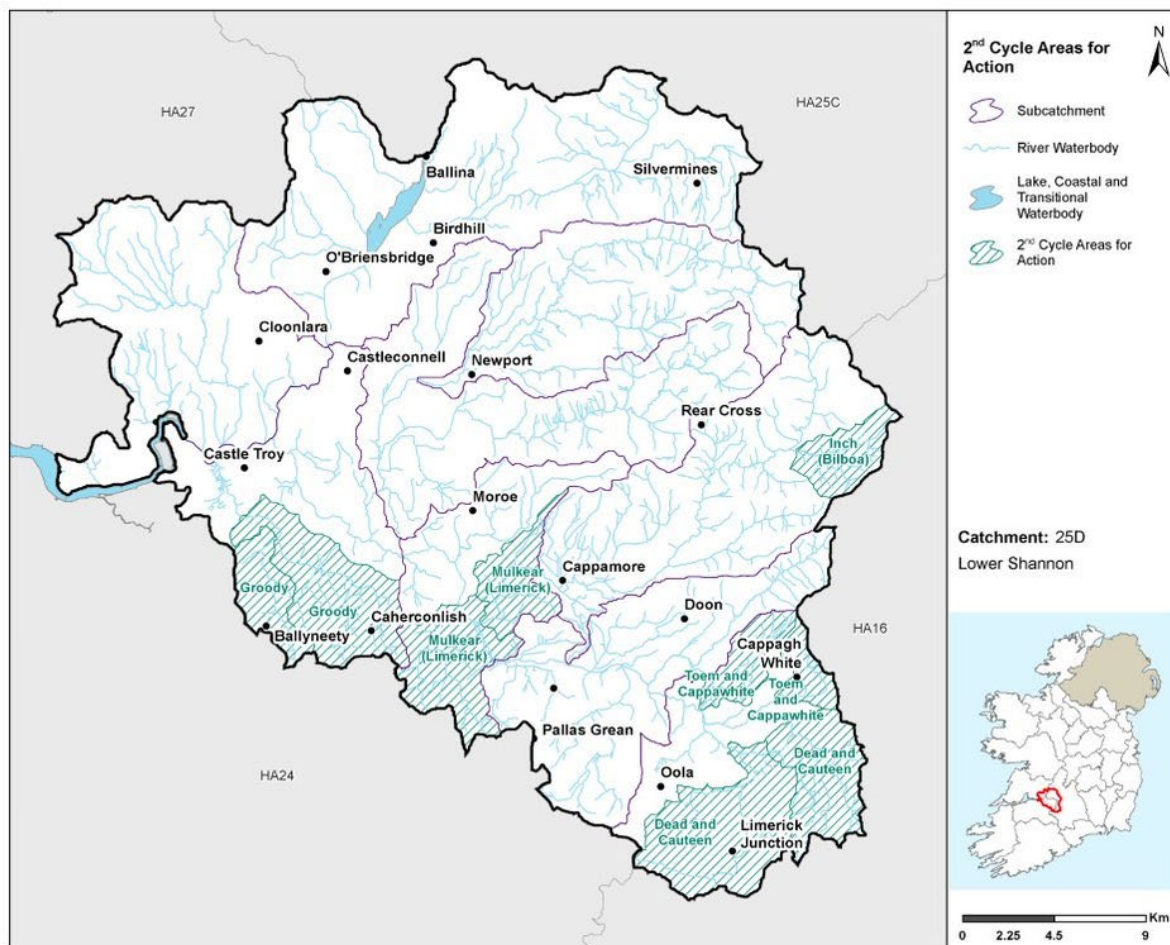 HA27
HA25C
Ballina
Silvermines
Birdhill
O'Briensbridge
Cloonlara
Castleconnell
Newport
Rear Cross
Inch
(Bilboa)
Castle Troy
Moroe
Mulkear
(Limerick)
Cappamore
Groody
Groody
Caherconlish
Ballyneety
Mulkear
(Limerick)
Doon
HA16
Cappagh
White
Toem and
Cappawhite
Toem
and
Cappawhite
Pallas Grean
Dead and
Cauteen
Oola
HA24
Dead and
Cauteen
Limerick
Junction
2nd Cycle Areas for
Action
N
Subcatchment
River Waterbody
Lake, Coastal and
Transitional
Waterbody
2nd Cycle Areas for
Action
Catchment: 25D
Lower Shannon
Km
0 2.25 4.5 9